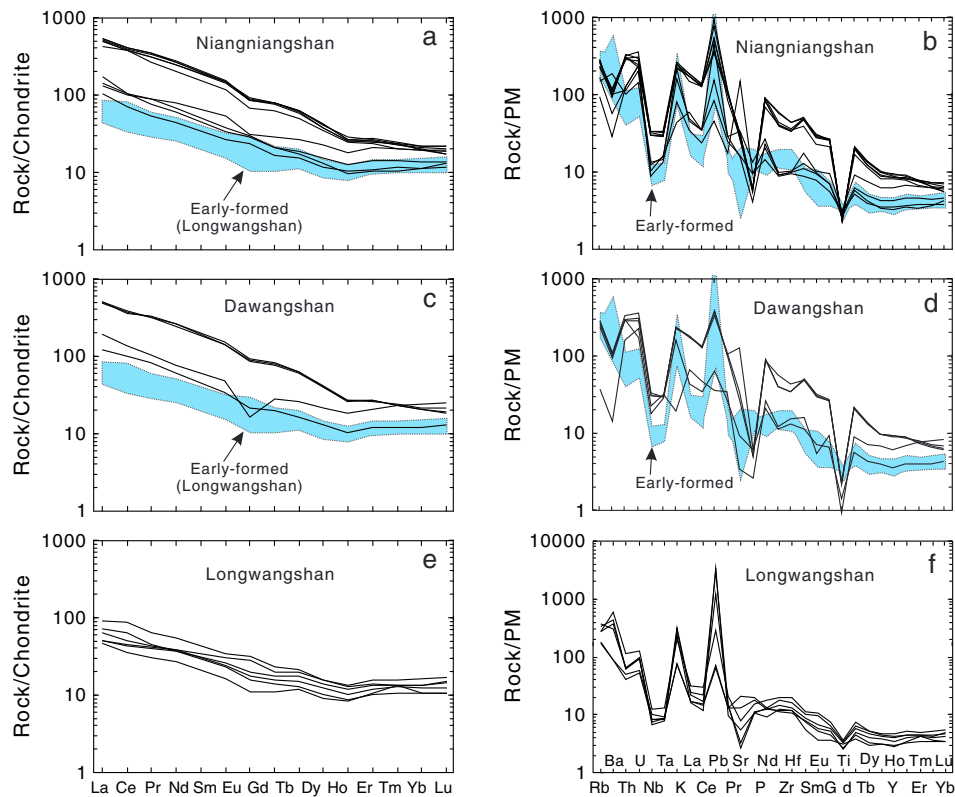 1000
100
10
1
Rock/Chondrite
Niangniangshan
a
Early-formed
(Longwangshan)
1000
100
10
1
Rock/PM
Niangniangshan
b
Early-formed
1000
100
10
1
Rock/Chondrite
Dawangshan
c
Early-formed
(Longwangshan)
1000
100
10
1
Rock/PM
Dawangshan
d
Early-formed
1000
100
10
1
Rock/Chondrite
Longwangshan
e
La Ce Pr Nd Sm Eu Gd Tb Dy Ho Er Tm Yb Lu
10000
1000
100
10
1
Rock/PM
Longwangshan
f
Ba U Ta La Pb Sr Nd Hf Eu Ti Dy Ho Tm Lu
Rb Th Nb K Ce Pr P Zr SmG d Tb Y Er Yb